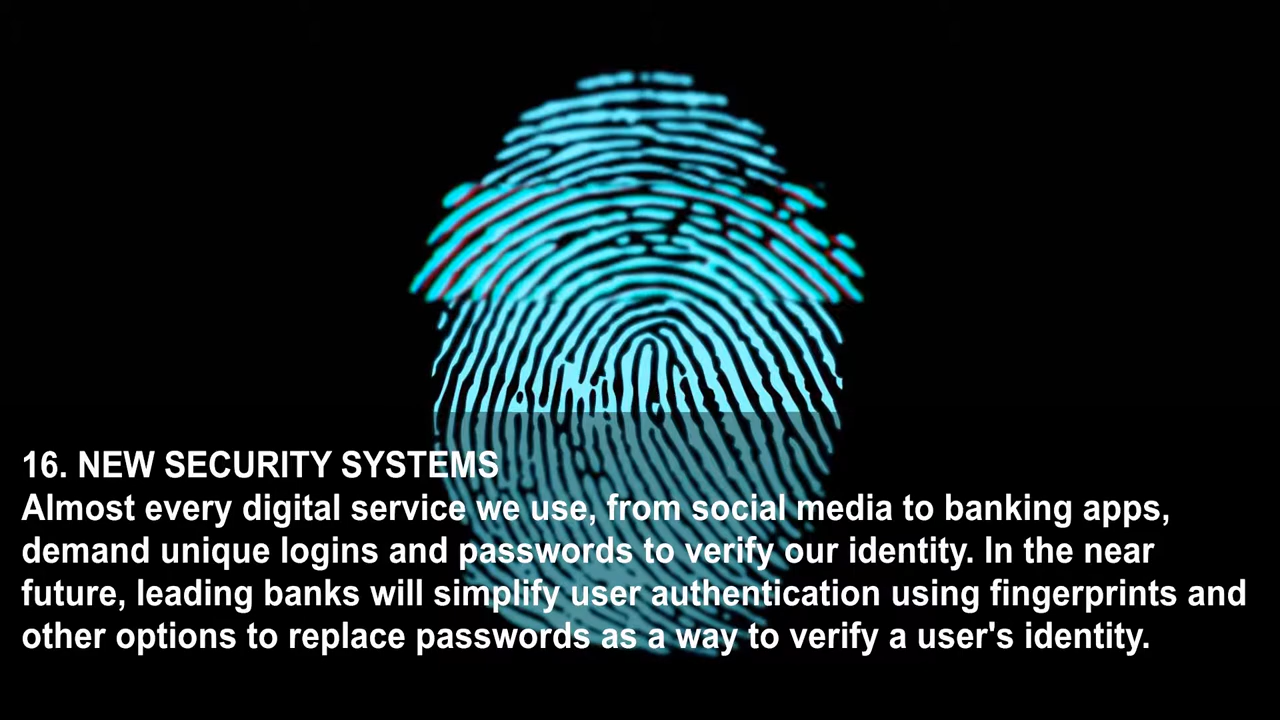 16. NEW SECURITY SYSTEMS
Almost every digital service we use, from social media to banking apps,
demand unique logins and passwords to verify our identity. In the near
future, leading banks will simplify user authentication using fingerprints and
other options to replace passwords as a way to verify a user's identity.